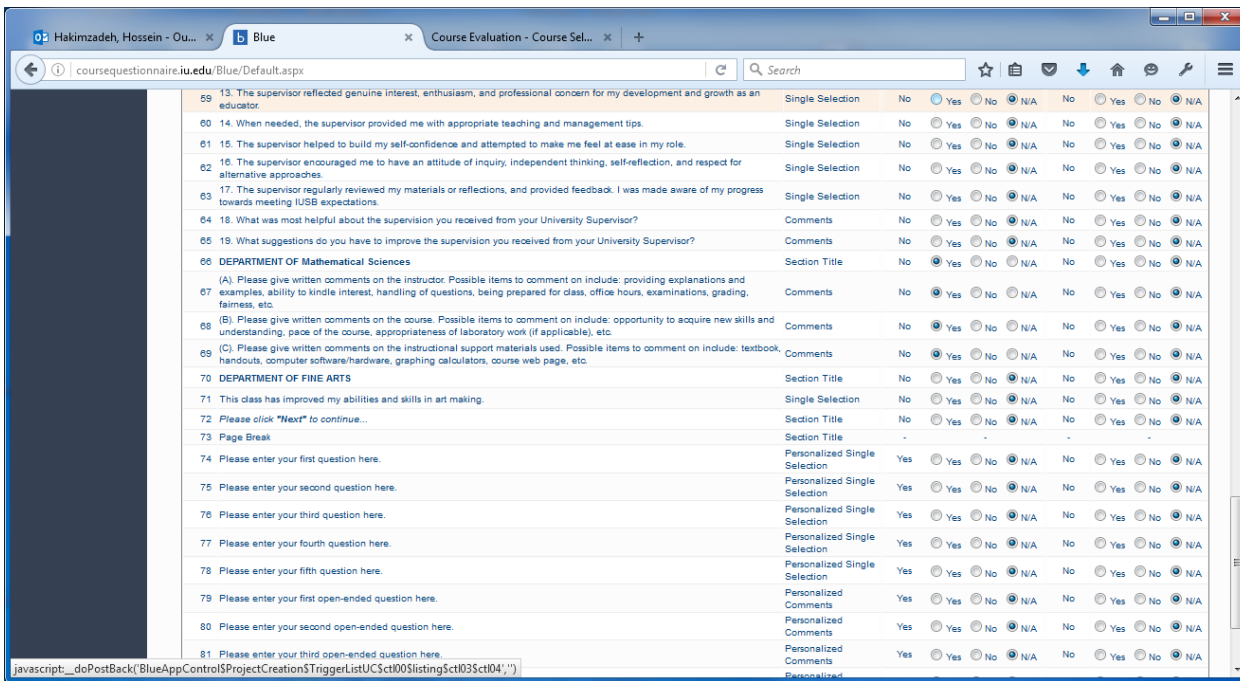 Hakimzadeh, Hossein - Ou... × b Blue × Course Evaluation - Course Sel... × +
coursequestionnaire.iu.edu/Blue/Default.aspx Search
59 13. The supervisor reflected genuine interest, enthusiasm, and professional concern for my development and growth as an Single Selection No Yes No N/A No Yes No N/A
educator.
60 14. When needed, the supervisor provided me with appropriate teaching and management tips. Single Selection No Yes No N/A No Yes No N/A
61 15. The supervisor helped to build my self-confidence and attempted to make me feel at ease in my role. Single Selection No Yes No N/A No Yes No N/A
62 16. The supervisor encouraged me to have an attitude of inquiry, independent thinking, self-reflection, and respect for Single Selection No Yes No N/A No Yes No N/A
alternative approaches.
63 17. The supervisor regularly reviewed my materials or reflections, and provided feedback. I was made aware of my progress Single Selection No Yes No N/A No Yes No N/A
towards meeting IUSB expectations.
64 18. What was most helpful about the supervision you received from your University Supervisor? Comments No Yes No N/A No Yes No N/A
65 19. What suggestions do you have to improve the supervision you received from your University Supervisor? Comments No Yes No N/A No Yes No N/A
66 DEPARTMENT OF Mathematical Sciences Section Title No Yes No N/A No Yes No N/A
(A). Please give written comments on the instructor. Possible items to comment on include: providing explanations and
67 examples, ability to kindle interest, handling of questions, being prepared for class, office hours, examinations, grading, Comments No Yes No N/A No Yes No N/A
fairness, etc.
68 (B). Please give written comments on the course. Possible items to comment on include: opportunity to acquire new skills and Comments No Yes No N/A No Yes No N/A
understanding, pace of the course, appropriateness of laboratory work (if applicable), etc.
69 (C). Please give written comments on the instructional support materials used. Possible items to comment on include: textbook, Comments No Yes No N/A No Yes No N/A
handouts, computer software/hardware, graphing calculators, course web page, etc.
70 DEPARTMENT OF FINE ARTS Section Title No Yes No N/A No Yes No N/A
71 This class has improved my abilities and skills in art making. Single Selection No Yes No N/A No Yes No N/A
72 Please click "Next" to continue... Section Title No Yes No N/A No Yes No N/A
73 Page Break Section Title - - - -
74 Please enter your first question here. Personalized Single Selection Yes Yes No N/A No Yes No N/A
75 Please enter your second question here. Personalized Single Selection Yes Yes No N/A No Yes No N/A
76 Please enter your third question here. Personalized Single Selection Yes Yes No N/A No Yes No N/A
77 Please enter your fourth question here. Personalized Single Selection Yes Yes No N/A No Yes No N/A
78 Please enter your fifth question here. Personalized Single Selection Yes Yes No N/A No Yes No N/A
79 Please enter your first open-ended question here. Personalized Comments Yes Yes No N/A No Yes No N/A
80 Please enter your second open-ended question here. Personalized Comments Yes Yes No N/A No Yes No N/A
81 Please enter your third open-ended question here. Personalized Comments Yes Yes No N/A No Yes No N/A
Personalized
javascript:__doPostBack('BlueAppControl$ProjectCreation$TriggerListUC$ctl00$listing$ctl03$ctl04','')